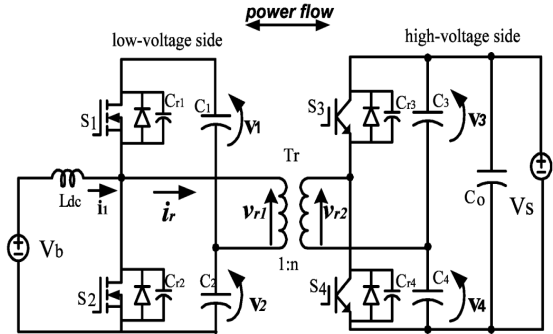 power flow
low-voltage side
high-voltage side
S1
Cr1
C1
V1
S3
Cr3
C3
V3
Tr
Ldc
i1
ir
vr1
vr2
Co
Vs
Vb
1:n
S2
Cr2
C2
V2
S4
Cr4
C4
V4